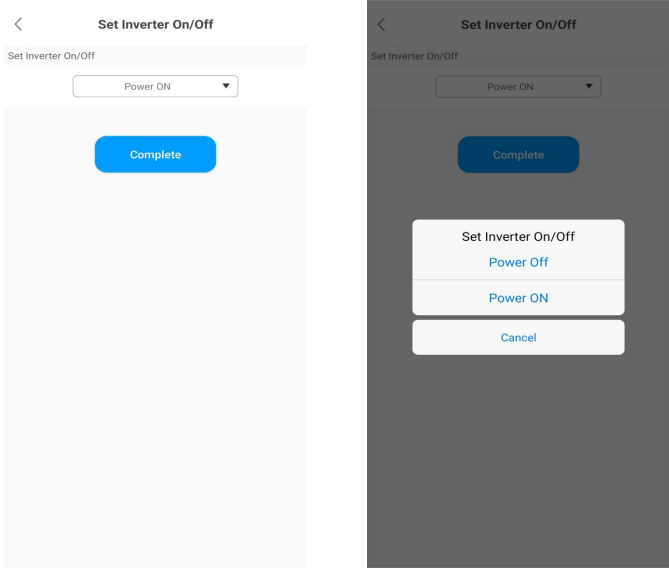 Set Inverter On/Off
Set Inverter On/Off
Power ON
Complete
Set Inverter On/Off
Set Inverter On/Off
Power ON
Complete
Set Inverter On/Off
Power Off
Power ON
Cancel